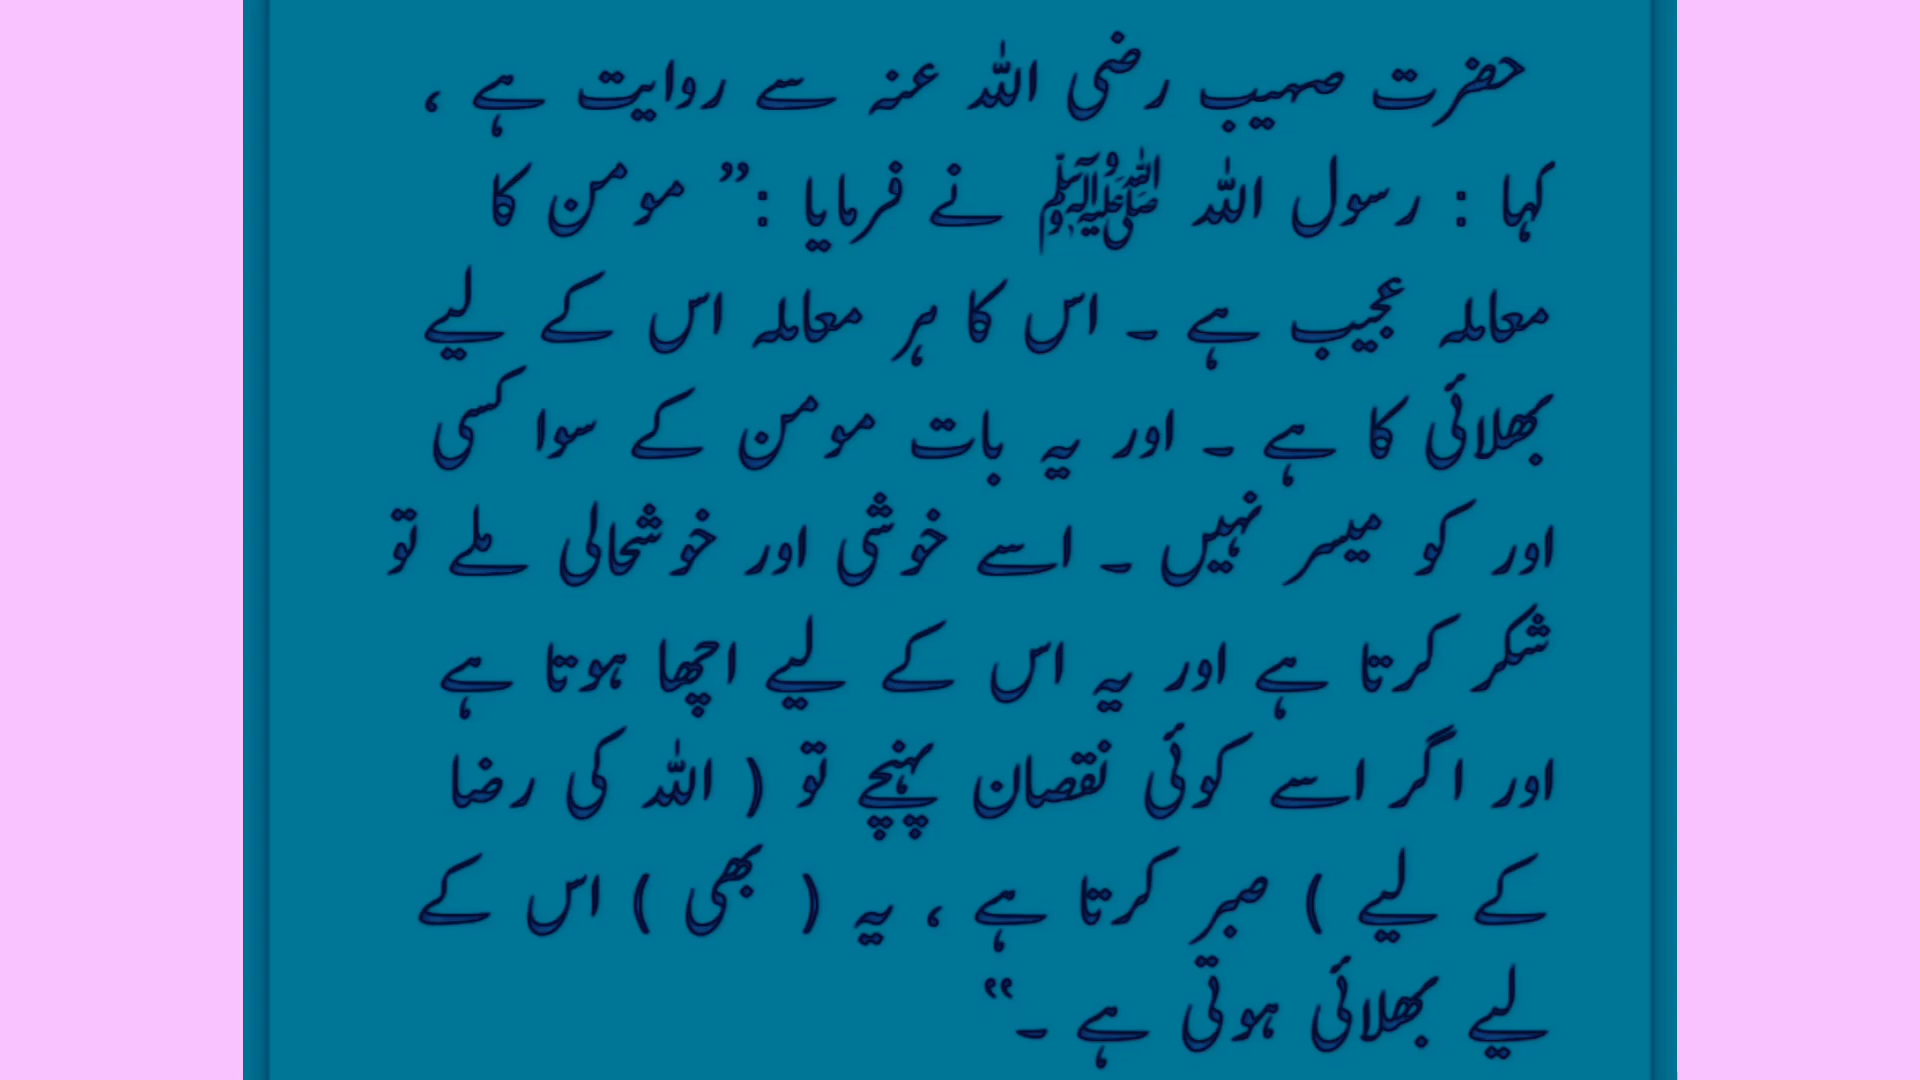 حضرت صہیب رضی اللہ عنہ سے روایت ہے ،
کہا : رسول اللہ ﷺ نے فرمایا :” مومن کا
معاملہ عجیب ہے ۔ اس کا ہر معاملہ اس کے لیے
بھلائی کا ہے ۔ اور یہ بات مومن کے سوا کسی
اور کو میسر نہیں ۔ اسے خوشی اور خوشحالی ملے تو
شکر کرتا ہے اور یہ اس کے لیے اچھا ہوتا ہے
اور اگر اسے کوئی نقصان پہنچے تو ( اللہ کی رضا
کے لیے ) صبر کرتا ہے ، یہ ( بھی ) اس کے
لیے بھلائی ہوتی ہے ۔“